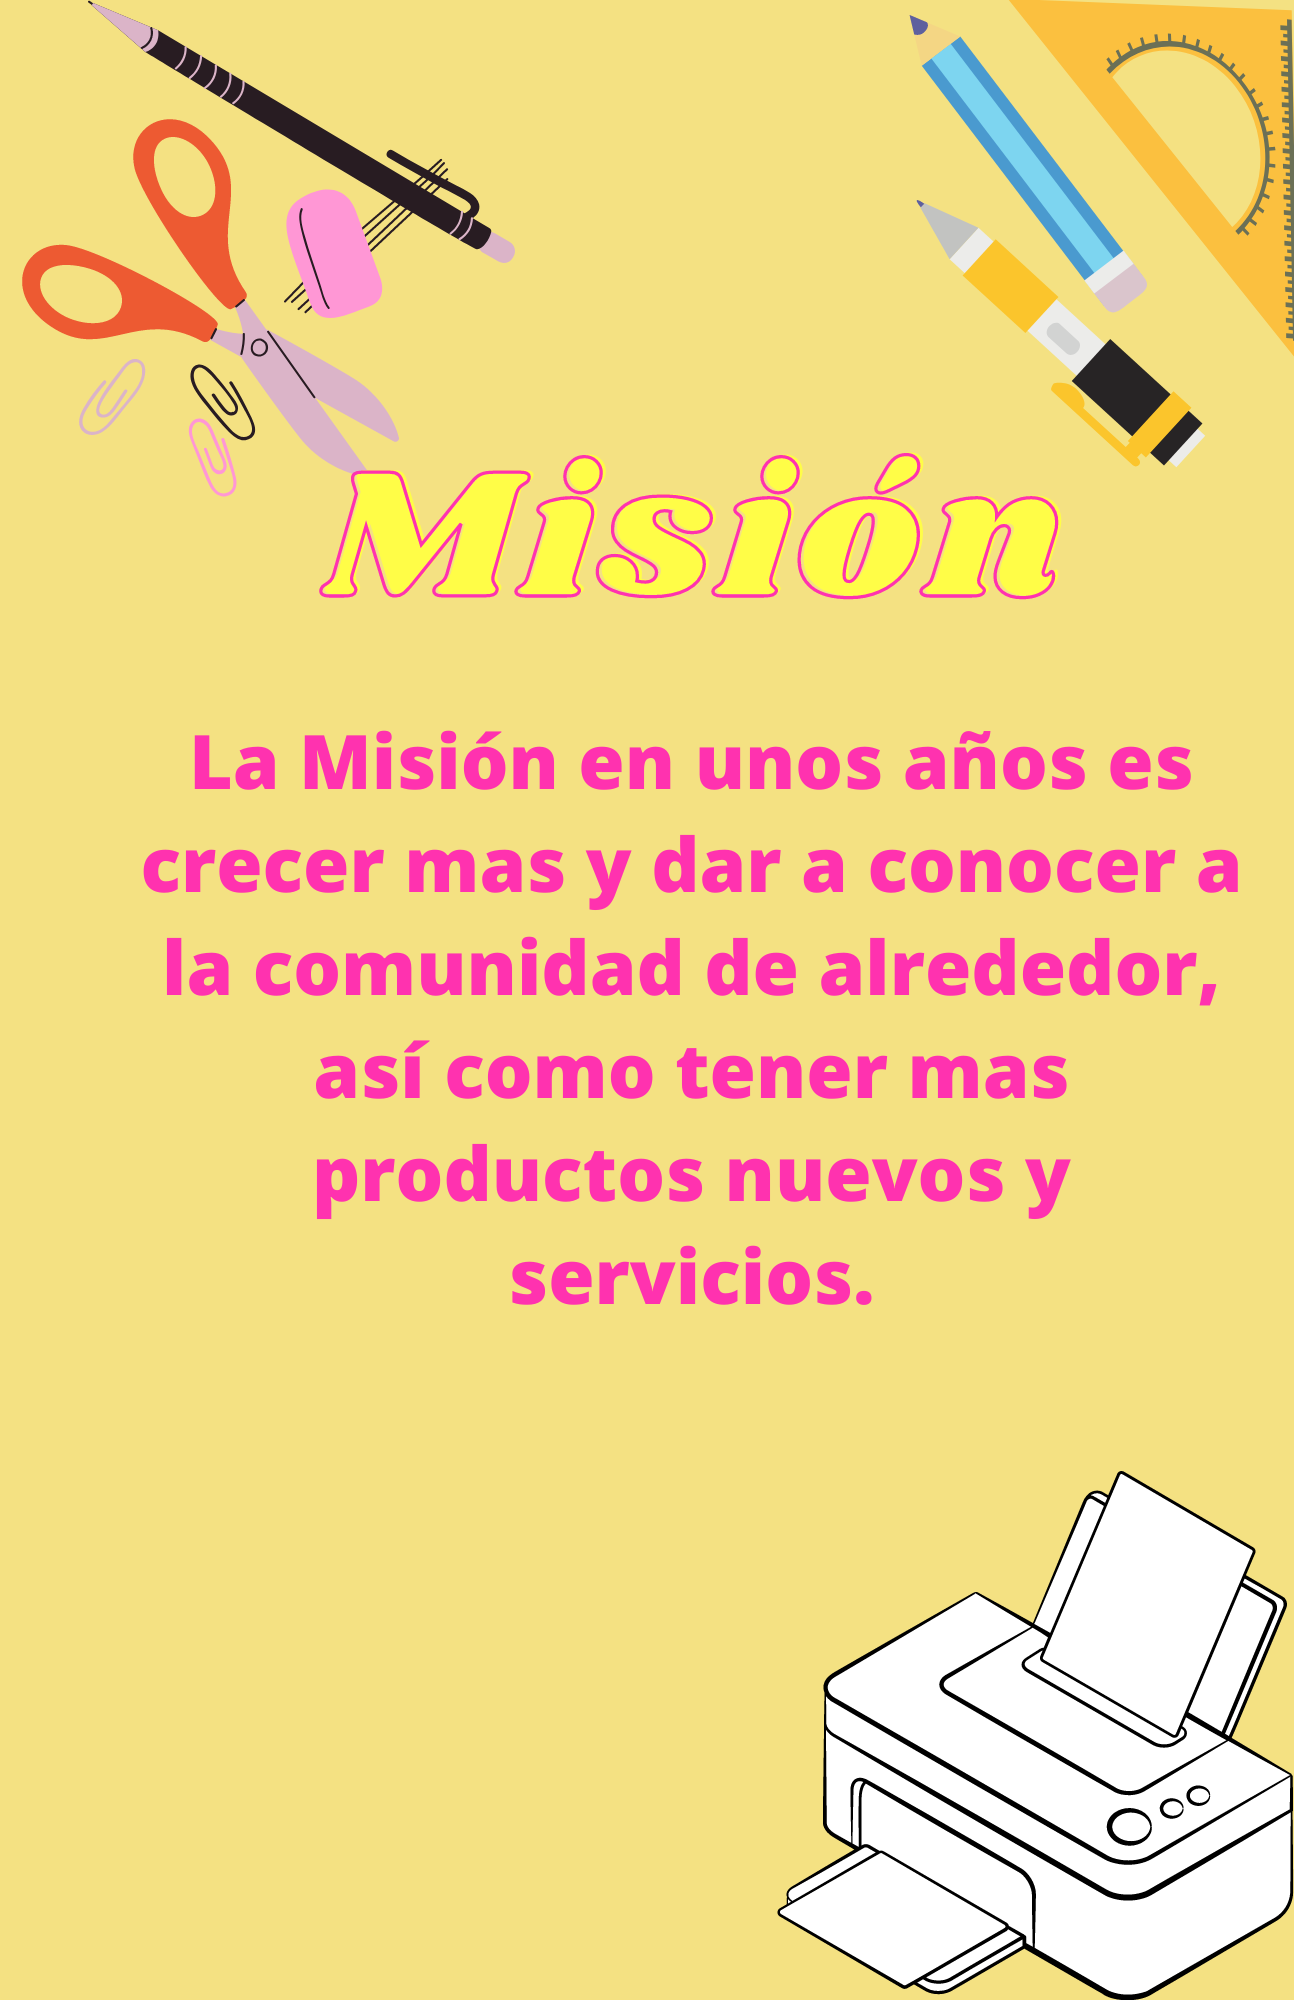 Misión
La Misión en unos años es
crecer mas y dar a conocer a
la comunidad de alrededor,
así como tener mas
productos nuevos y
servicios.